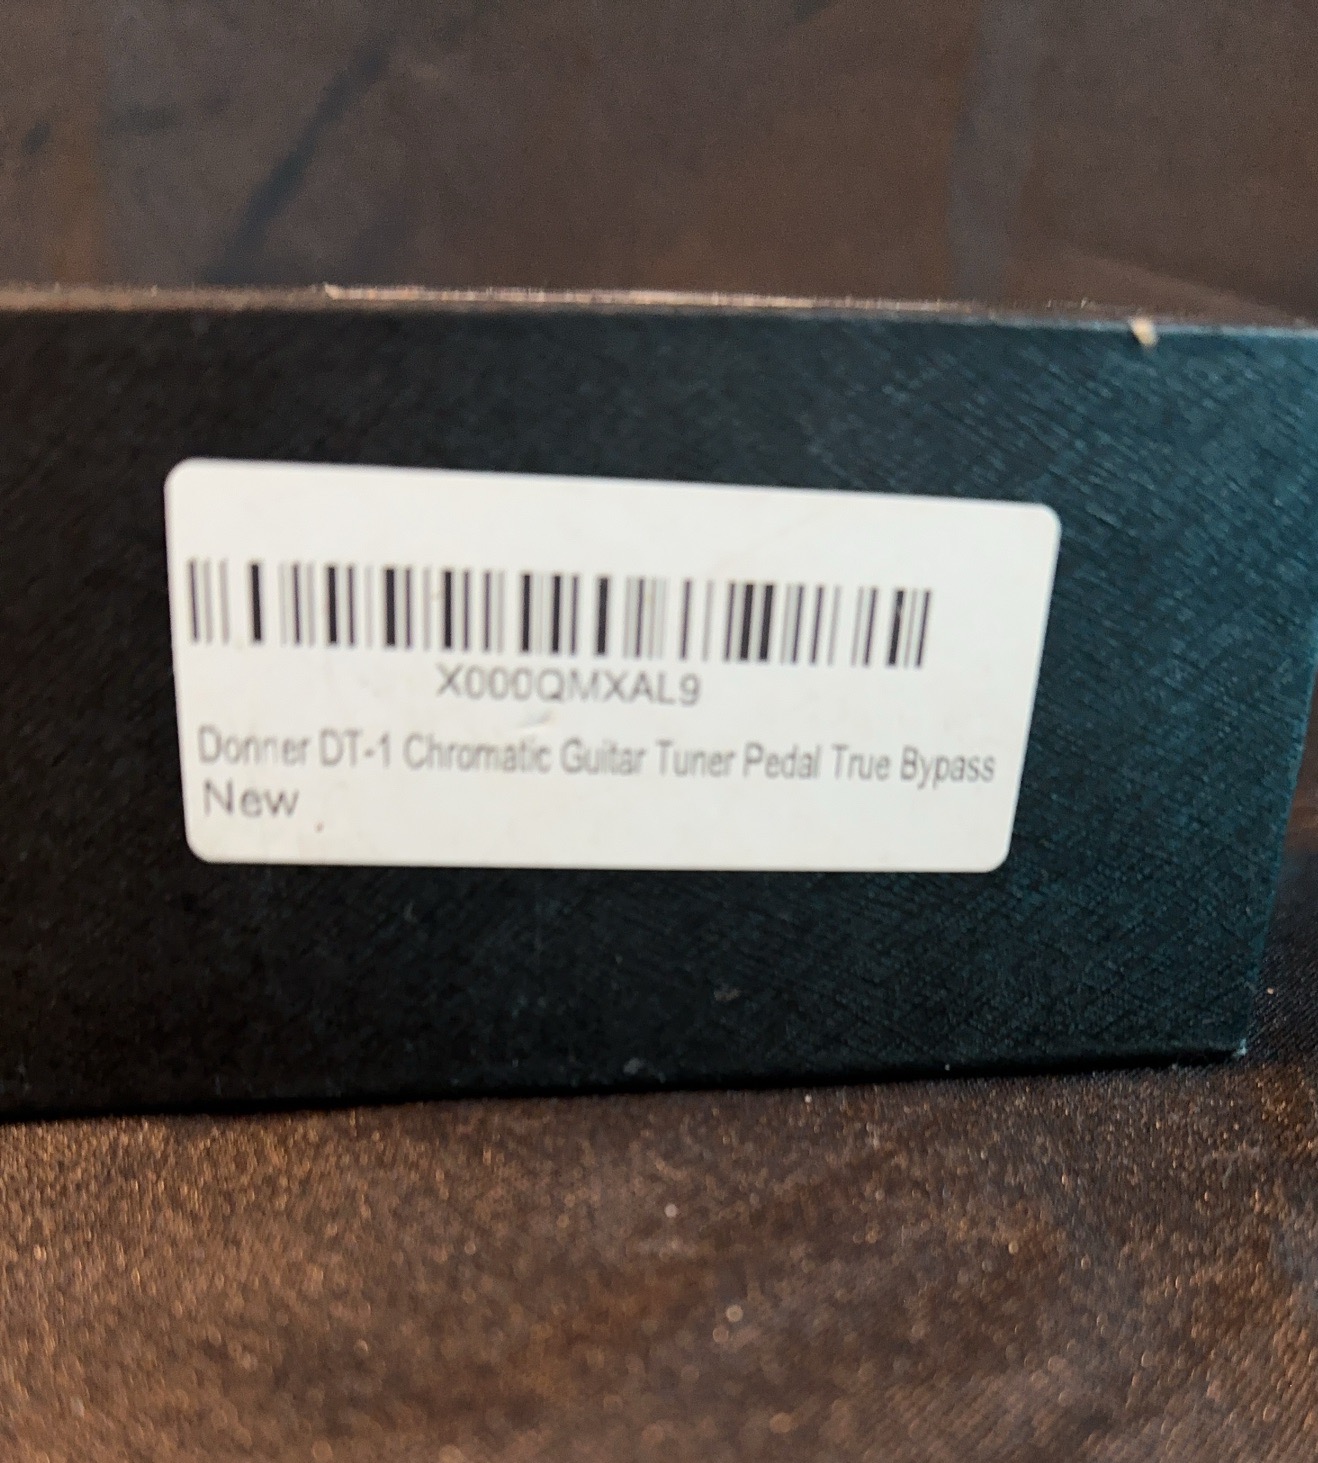 X000QMXAL9
Donner DT-1 Chromatic Guitar Tuner Pedal True Bypass
New